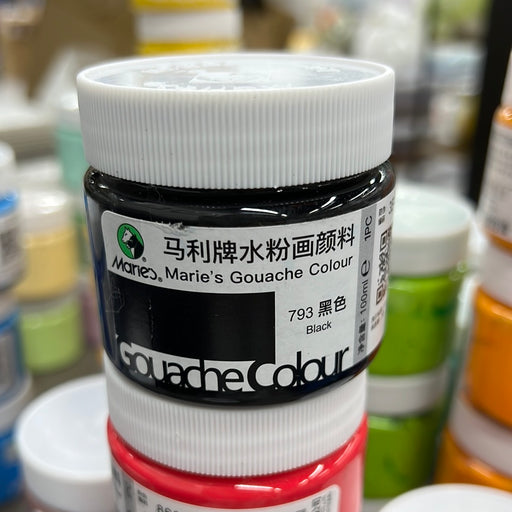 马利牌水粉画颜料
Marie's®
Marie's Gouache Colour
793 黑色
Black
Gouache Colour
100ml ℮
1PC